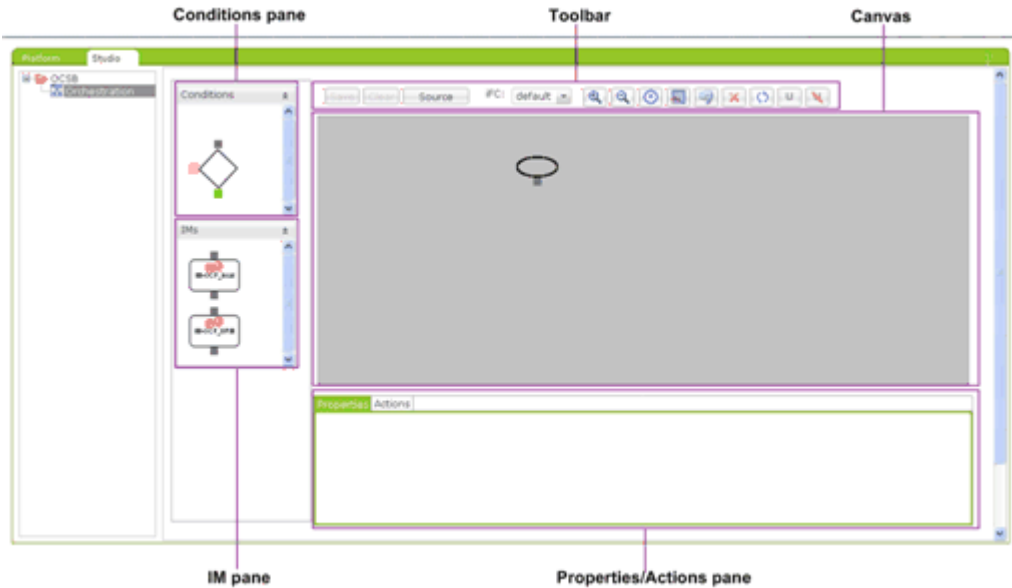 Conditions pane
Toolbar
Canvas
Platform
Studio
OCSB
Orchestration
Conditions
Save
Clean
Source
iFC:
default
U
IMs
Properties
Actions
IM pane
Properties/Actions pane